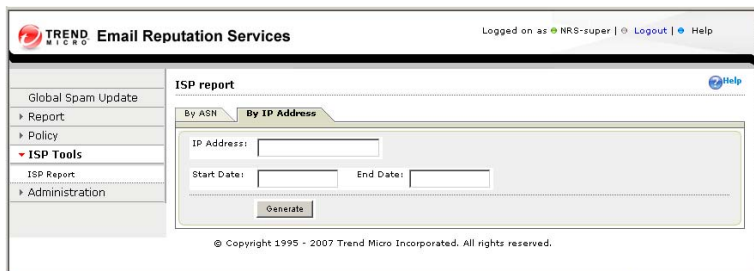 TREND MICRO Email Reputation Services
Logged on as NRS-super | Logout | Help
Global Spam Update
Report
Policy
ISP Tools
ISP Report
Administration
ISP report
Help
By ASN By IP Address
IP Address:
Start Date: End Date:
Generate
© Copyright 1995 - 2007 Trend Micro Incorporated. All rights reserved.